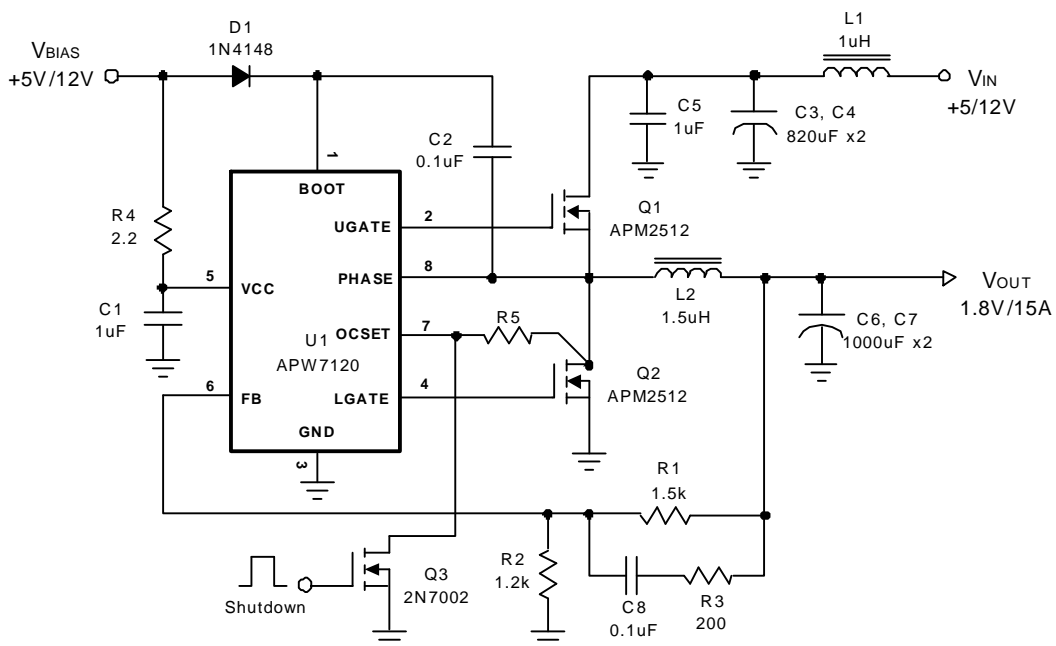 D1
1N4148
VBIAS
+5V/12V
L1
1uH
VIN
+5/12V
C5
1uF
C3, C4
820uF x2
C2
0.1uF
1
BOOT
R4
2.2
UGATE
2
Q1
APM2512
5
VCC
PHASE
8
L2
1.5uH
VOUT
1.8V/15A
C1
1uF
U1
APW7120
OCSET
7
R5
C6, C7
1000uF x2
6
FB
LGATE
4
Q2
APM2512
GND
3
R1
1.5k
R2
1.2k
Q3
2N7002
Shutdown
C8
0.1uF
R3
200